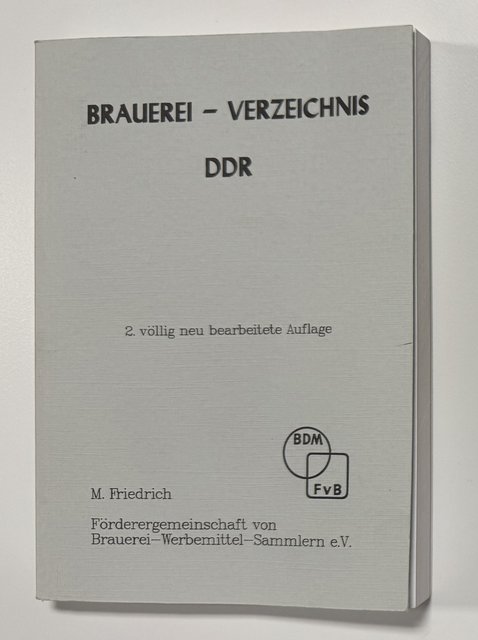 BRAUEREI – VERZEICHNIS
DDR
2. völlig neu bearbeitete Auflage
BDM
FvB
M. Friedrich
Förderergemeinschaft von
Brauerei—Werbemittel—Sammlern e.V.